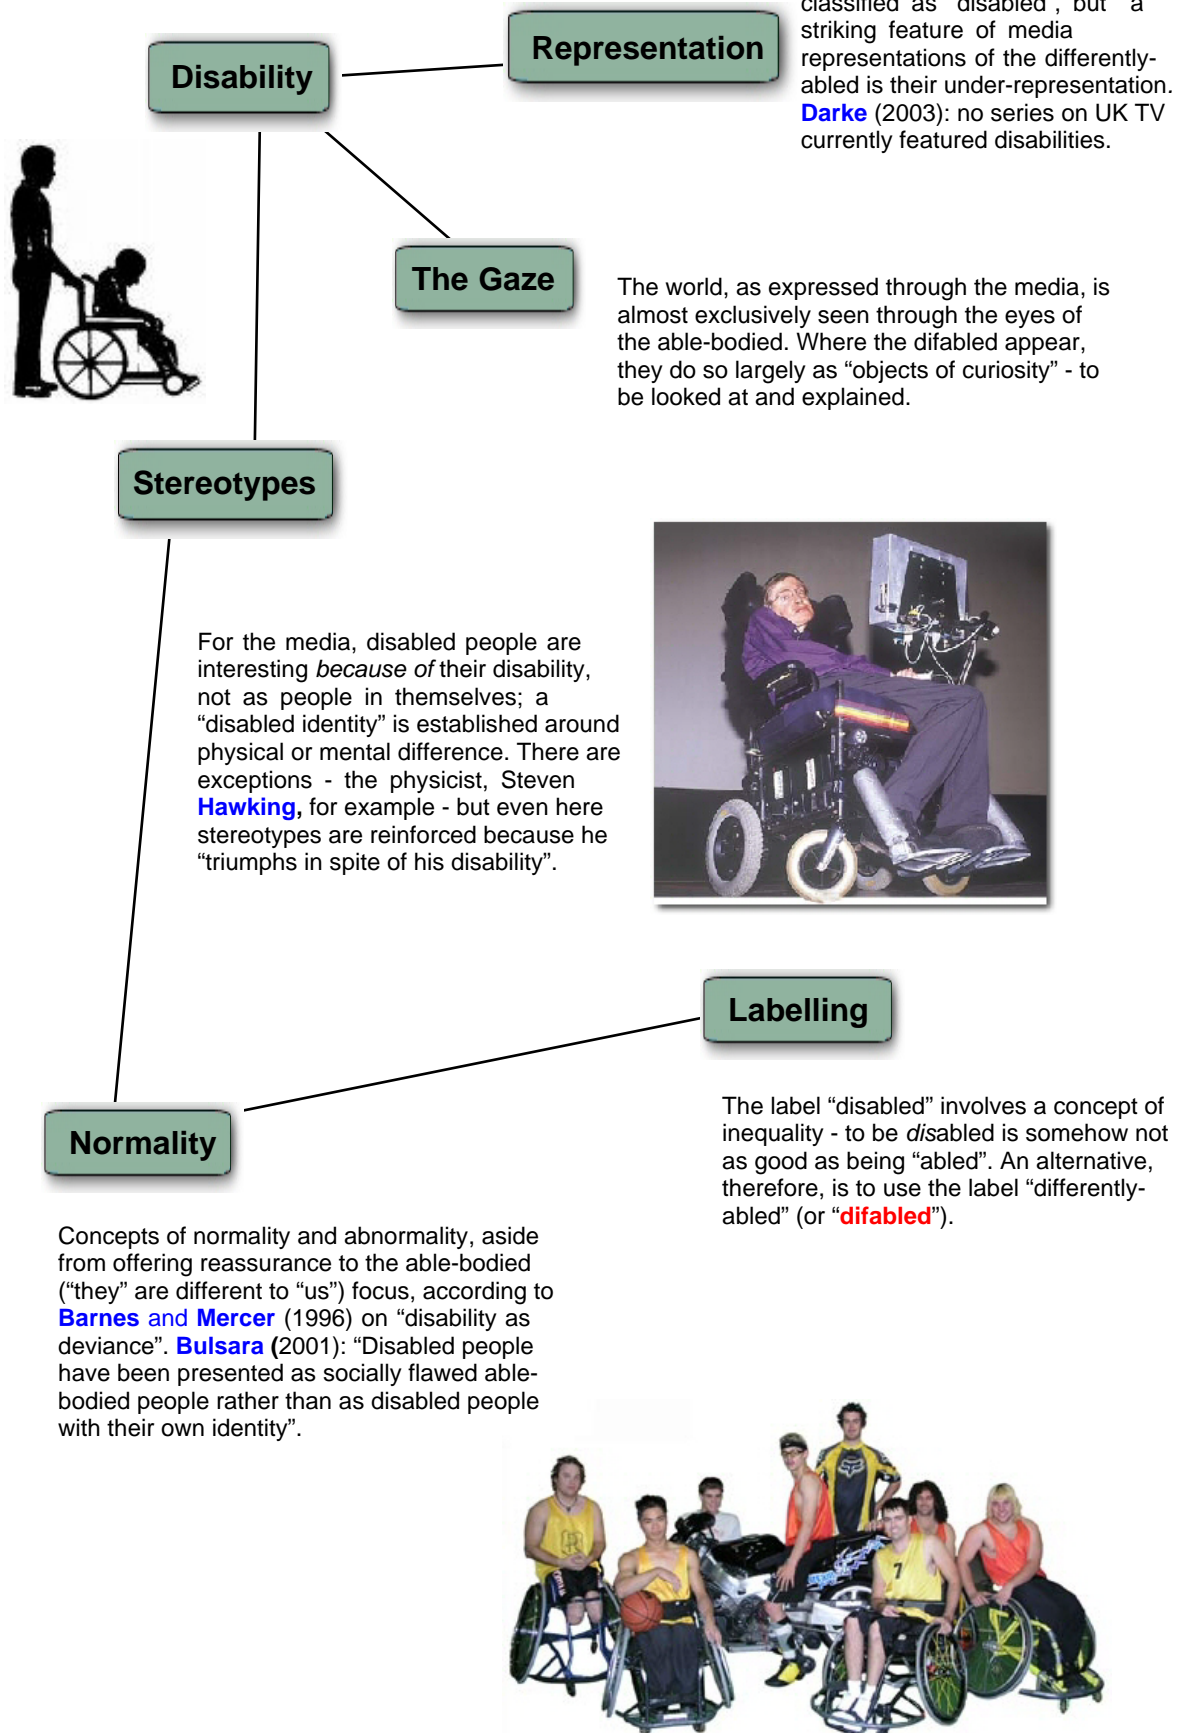 classified as "disabled", but a
striking feature of media
representations of the differently-
abled is their under-representation.
Darke (2003): no series on UK TV
currently featured disabilities.
Representation
Disability
The Gaze
The world, as expressed through the media, is
almost exclusively seen through the eyes of
the able-bodied. Where the difabled appear,
they do so largely as “objects of curiosity” - to
be looked at and explained.
Stereotypes
For the media, disabled people are
interesting because of their disability,
not as people in themselves; a
“disabled identity” is established around
physical or mental difference. There are
exceptions - the physicist, Steven
Hawking, for example - but even here
stereotypes are reinforced because he
“triumphs in spite of his disability”.
Labelling
The label “disabled” involves a concept of
inequality - to be disabled is somehow not
as good as being “abled”. An alternative,
therefore, is to use the label “differently-
abled” (or “difabled”).
Normality
Concepts of normality and abnormality, aside
from offering reassurance to the able-bodied
(“they” are different to “us”) focus, according to
Barnes and Mercer (1996) on “disability as
deviance”. Bulsara (2001): “Disabled people
have been presented as socially flawed able-
bodied people rather than as disabled people
with their own identity”.
7